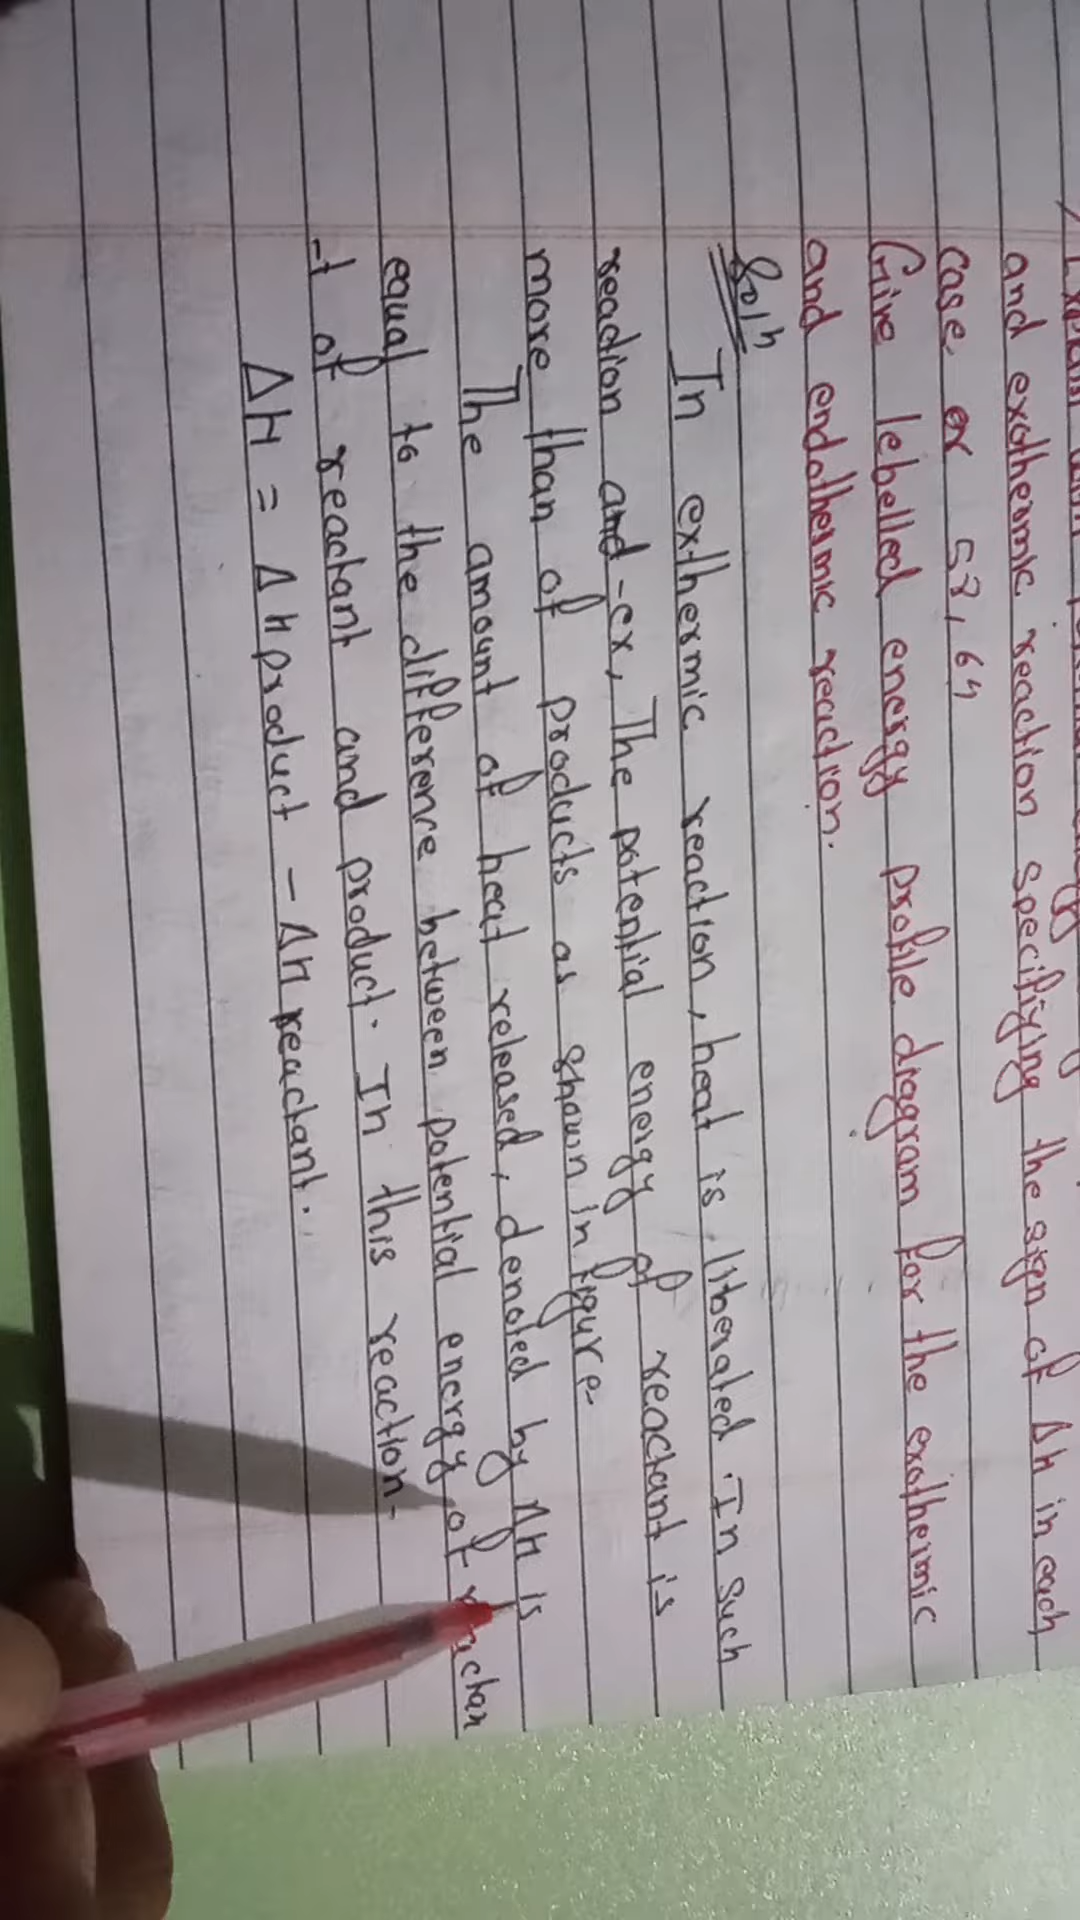 and exothermic reaction specifiying the sign of ΔH in each
case. or 53, 64
Give lebelled energy profile diagram for the exothermic
and endothermic reaction.
Soln
In exthermic reaction, heat is liberated. In such
reaction and -er, The potential energy of reactant is
more than of products as shown in figure-
The amount of heat released, denoted by ΔH is
equal to the difference between potential energy of
-t of reactant and product. In this reaction-
ΔH = ΔH product - ΔH reactant.